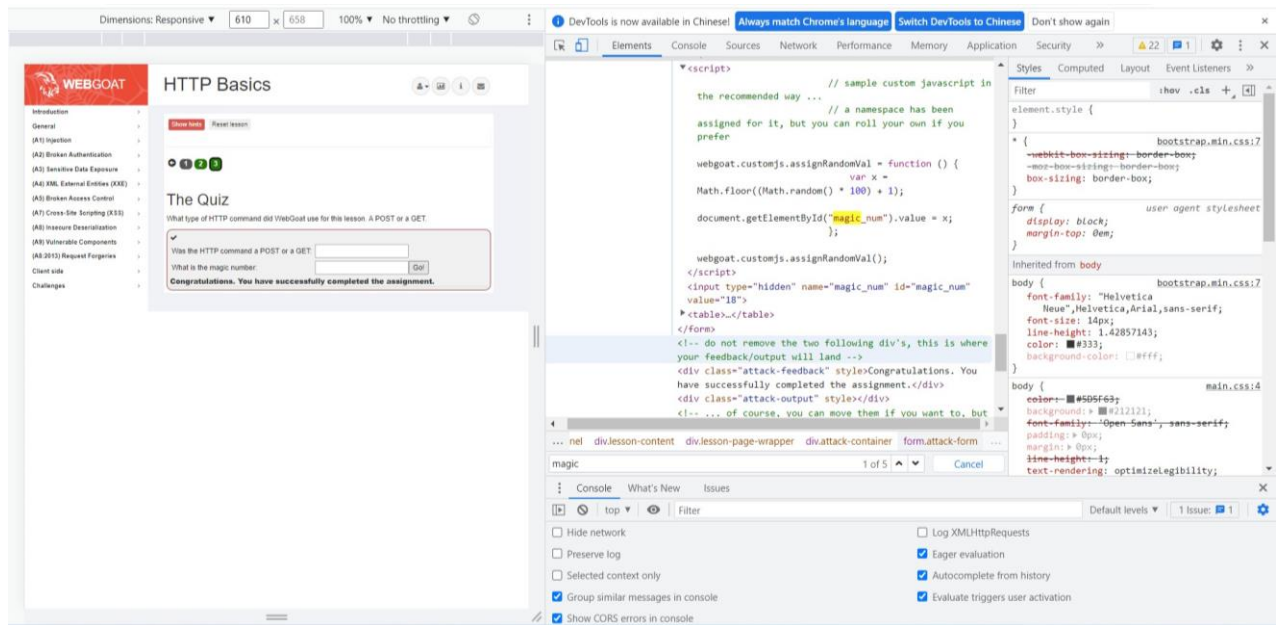 Dimensions: Responsive ▼ 610 × 658 100% ▼ No throttling ▼
WEBGOAT
HTTP Basics
Introduction
General
(A1) Injection
(A2) Broken Authentication
(A3) Sensitive Data Exposure
(A4) XML External Entities (XXE)
(A5) Broken Access Control
(A7) Cross-Site Scripting (XSS)
(A8) Insecure Deserialization
(A9) Vulnerable Components
(A8:2013) Request Forgeries
Client side
Challenges
Show hints Reset lesson
1 2 3
The Quiz
What type of HTTP command did WebGoat use for this lesson. A POST or a GET.
Was the HTTP command a POST or a GET:
What is the magic number: Go!
Congratulations. You have successfully completed the assignment.
DevTools is now available in Chinese! Always match Chrome's language Switch DevTools to Chinese Don't show again
Elements Console Sources Network Performance Memory Application Security » 22 1
<script>
// sample custom javascript in
the recommended way ...
// a namespace has been
assigned for it, but you can roll your own if you
prefer
webgoat.customjs.assignRandomVal = function () {
var x =
Math.floor((Math.random() * 100) + 1);
document.getElementById("magic_num").value = x;
};
webgoat.customjs.assignRandomVal();
</script>
<input type="hidden" name="magic_num" id="magic_num"
value="18">
<table>…</table>
</form>
<!-- do not remove the two following div's, this is where
your feedback/output will land -->
<div class="attack-feedback" style>Congratulations. You
have successfully completed the assignment.</div>
<div class="attack-output" style></div>
<!-- ... of course, you can move them if you want to, but
... nel div.lesson-content div.lesson-page-wrapper div.attack-container form.attack-form ...
magic 1 of 5 Cancel
Styles Computed Layout Event Listeners »
Filter :hov .cls +
element.style {
}
* { bootstrap.min.css:7
-webkit-box-sizing: border-box;
-moz-box-sizing: border-box;
box-sizing: border-box;
}
form { user agent stylesheet
display: block;
margin-top: 0em;
}
Inherited from body
body { bootstrap.min.css:7
font-family: "Helvetica
Neue",Helvetica,Arial,sans-serif;
font-size: 14px;
line-height: 1.42857143;
color: #333;
background-color: #fff;
}
body { main.css:4
color: #5D5F63;
background: #212121;
font-family: 'Open Sans', sans-serif;
padding: 0px;
margin: 0px;
line-height: 1;
text-rendering: optimizeLegibility;
Console What's New Issues
top ▼ Filter Default levels ▼ 1 Issue: 1
Hide network
Log XMLHttpRequests
Preserve log
Eager evaluation
Selected context only
Autocomplete from history
Group similar messages in console
Evaluate triggers user activation
Show CORS errors in console